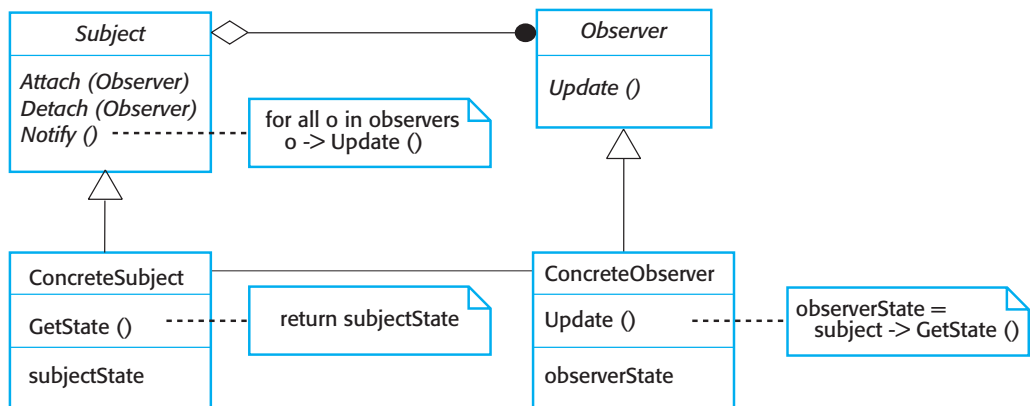 Subject
Attach (Observer)
Detach (Observer)
Notify ()
for all o in observers
o -> Update ()
Observer
Update ()
ConcreteSubject
GetState ()
subjectState
return subjectState
ConcreteObserver
Update ()
observerState
observerState =
subject -> GetState ()